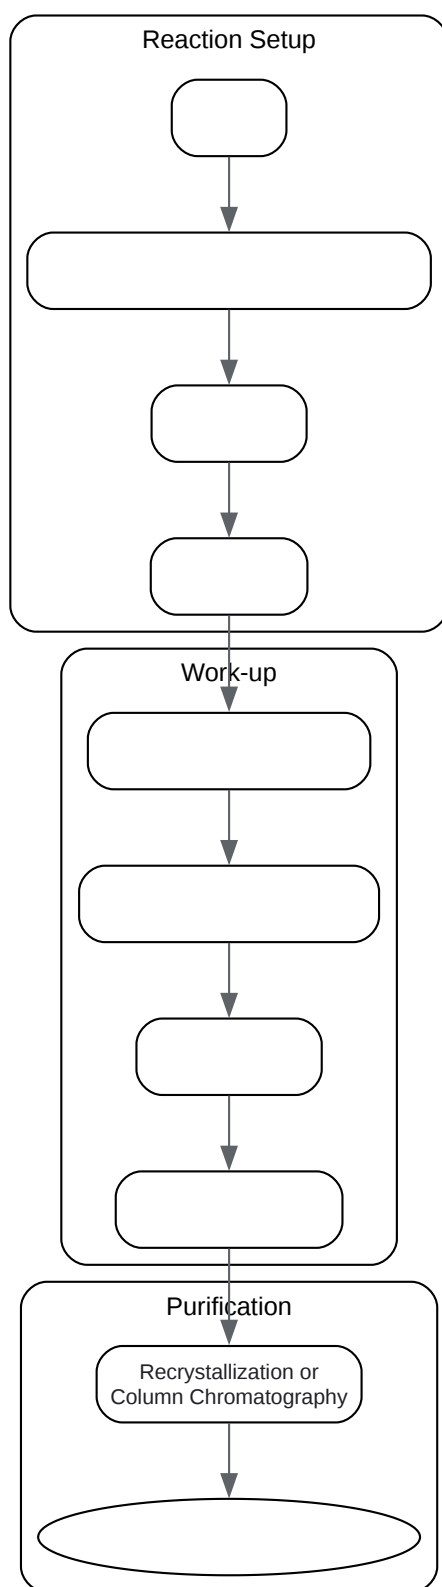 Reaction Setup
Work-up
Purification
Recrystallization or
Column Chromatography